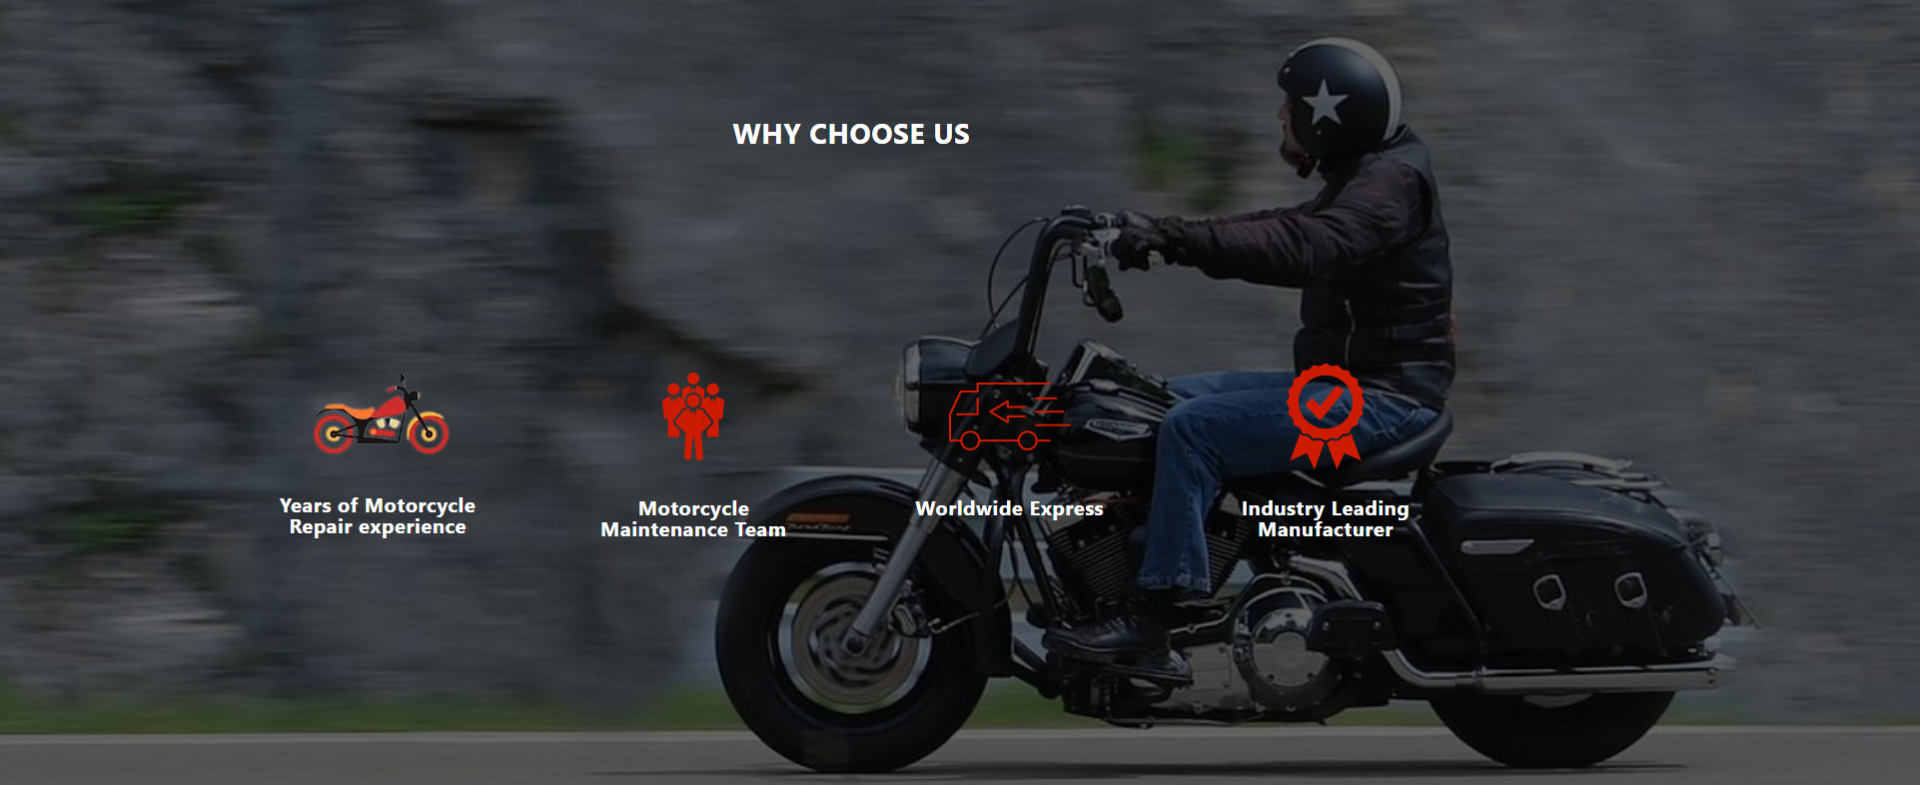 WHY CHOOSE US
Years of Motorcycle
Repair experience
Motorcycle
Maintenance Team
Worldwide Express
Industry Leading
Manufacturer